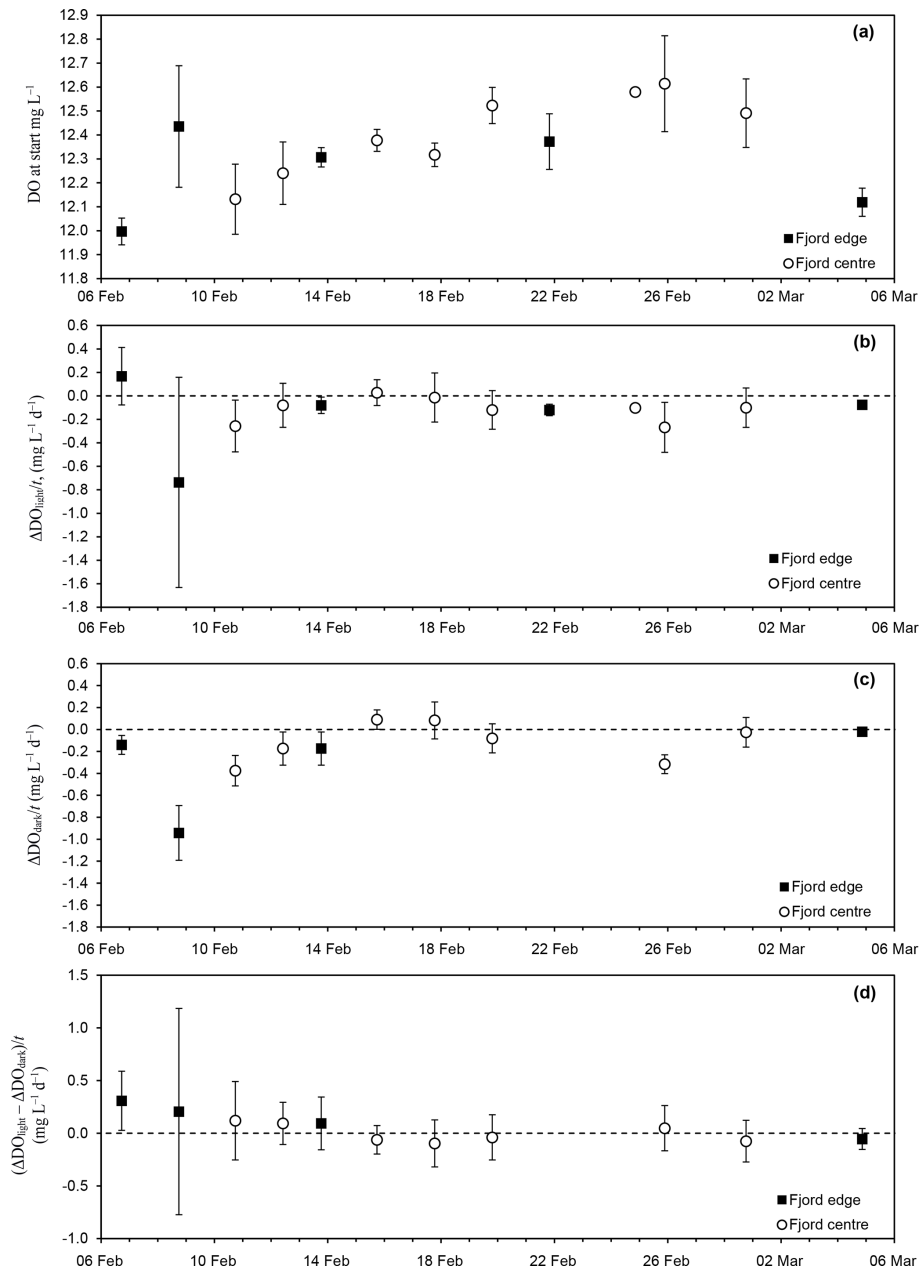 (a)
DO at start mg L⁻¹
12.9
12.8
12.7
12.6
12.5
12.4
12.3
12.2
12.1
12.0
11.9
11.8
Fjord edge
Fjord centre
06 Feb 10 Feb 14 Feb 18 Feb 22 Feb 26 Feb 02 Mar 06 Mar
(b)
ΔDOlight/t, (mg L⁻¹ d⁻¹)
0.6
0.4
0.2
0.0
-0.2
-0.4
-0.6
-0.8
-1.0
-1.2
-1.4
-1.6
-1.8
Fjord edge
Fjord centre
06 Feb 10 Feb 14 Feb 18 Feb 22 Feb 26 Feb 02 Mar 06 Mar
(c)
ΔDOdark/t (mg L⁻¹ d⁻¹)
0.6
0.4
0.2
0.0
-0.2
-0.4
-0.6
-0.8
-1.0
-1.2
-1.4
-1.6
-1.8
Fjord edge
Fjord centre
06 Feb 10 Feb 14 Feb 18 Feb 22 Feb 26 Feb 02 Mar 06 Mar
(d)
(ΔDOlight – ΔDOdark)/t
(mg L⁻¹ d⁻¹)
1.5
1.0
0.5
0.0
-0.5
-1.0
Fjord edge
Fjord centre
06 Feb 10 Feb 14 Feb 18 Feb 22 Feb 26 Feb 02 Mar 06 Mar